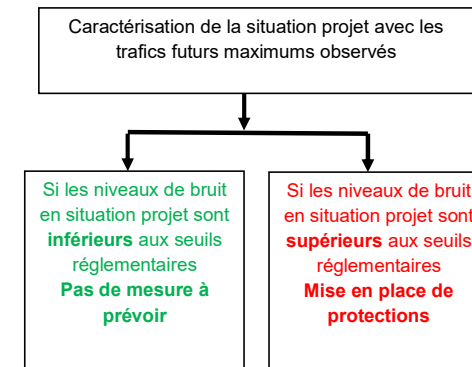 Caractérisation de la situation projet avec les
trafics futurs maximums observés
Si les niveaux de bruit
en situation projet sont
inférieurs aux seuils
réglementaires
Pas de mesure à
prévoir
Si les niveaux de bruit
en situation projet sont
supérieurs aux seuils
réglementaires
Mise en place de
protections